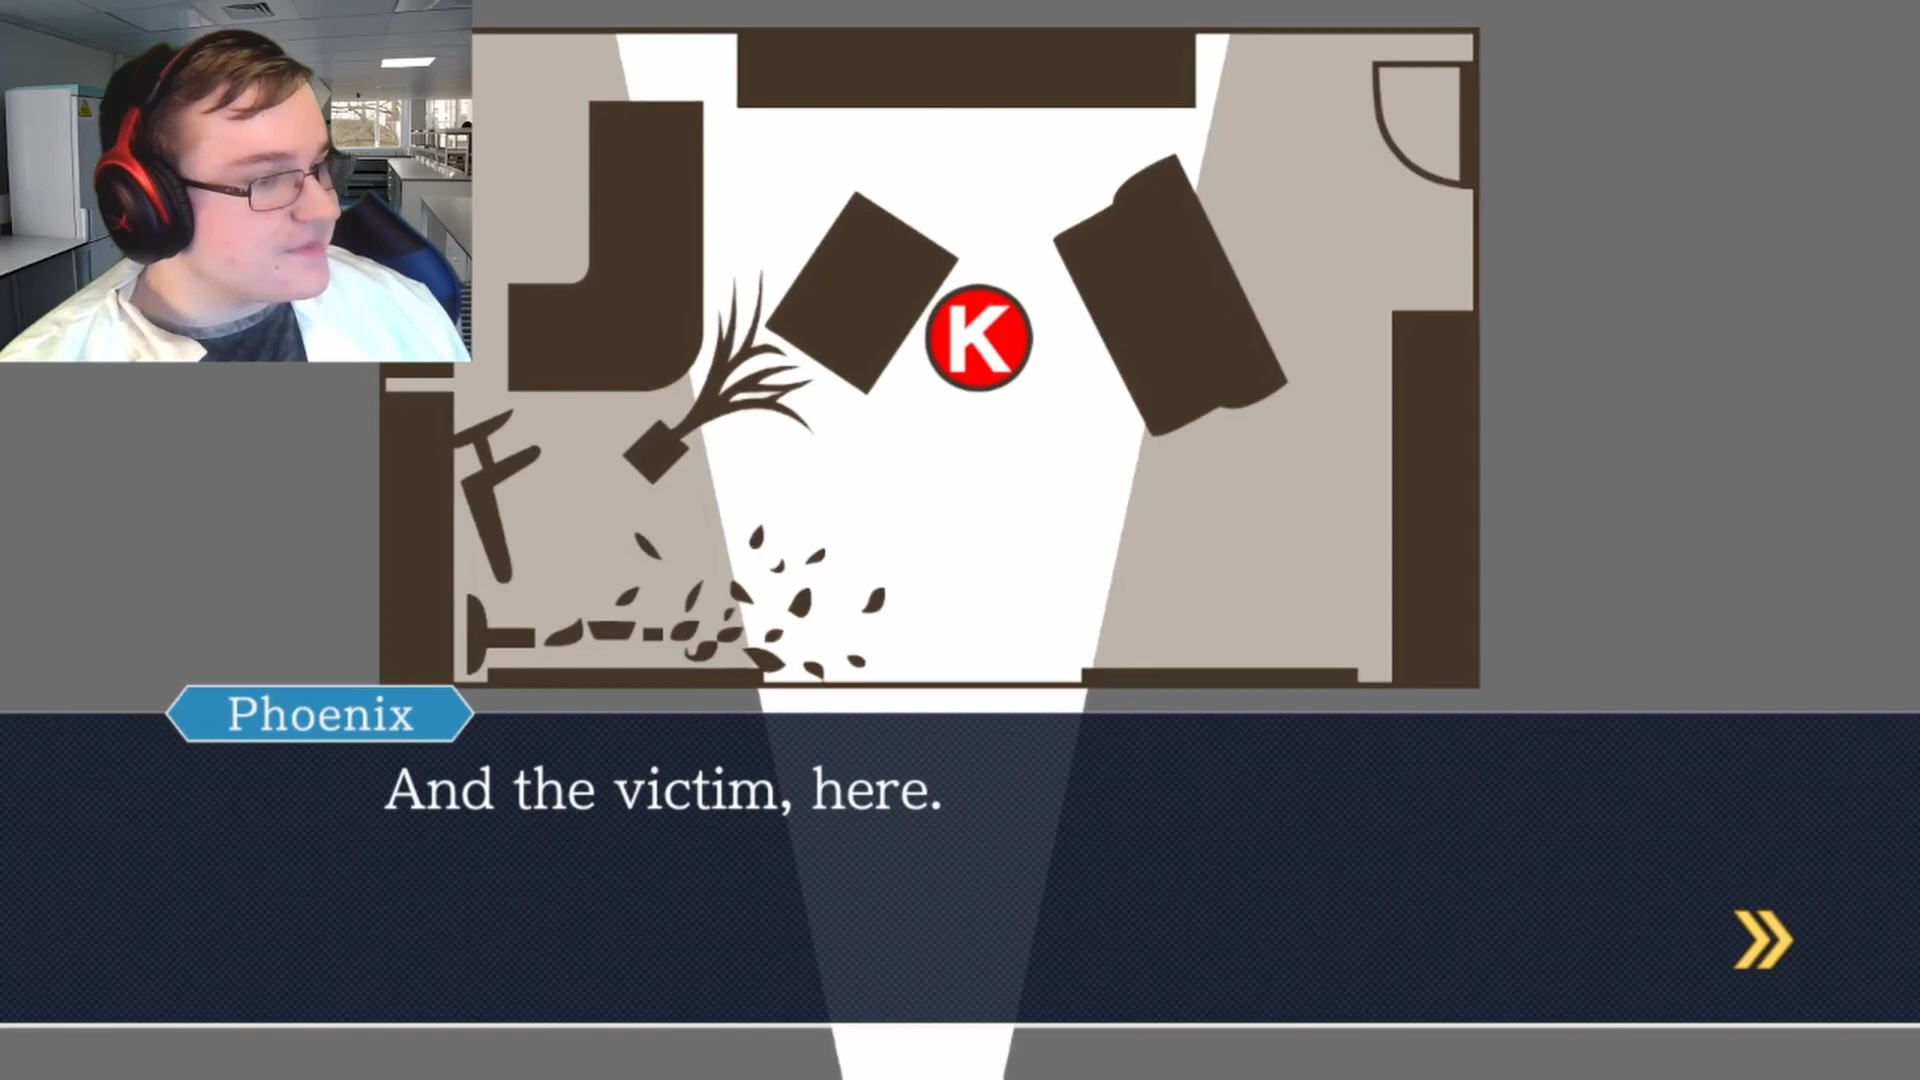 K
Phoenix
And the victim, here.